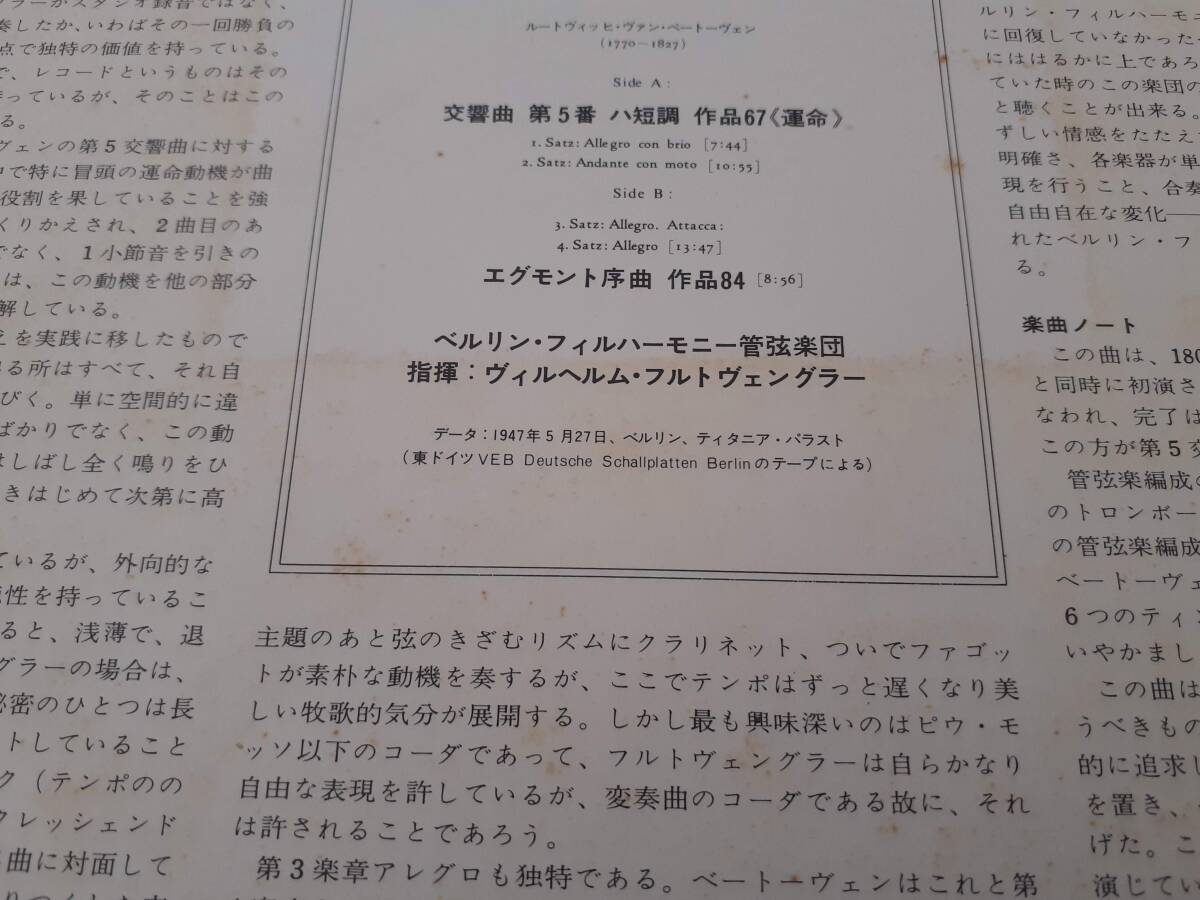 グラーがスタジオ録音ではなく、
奏したか、いわばその一回勝負の
点で独特の価値を持っている。
で、レコードというものはその
持っているが、そのことはこの
る。
ヴェンの第5交響曲に対する
中で特に冒頭の運命動機が曲
役割を果していることを強
くりかえされ、2曲目のあ
でなく、1小節音を引きの
は、この動機を他の部分
解している。
えを実践に移したもので
る所はすべて、それ自
びく。単に空間的に違
ばかりでなく、この動
はしばし全く鳴りをひ
きはじめて次第に高
ているが、外向的な
性を持っているこ
ると、浅薄で、退
グラーの場合は、
秘密のひとつは長
ットしていること
ク(テンポのの
クレッシェンド
曲に対面して
ルートヴィッヒ・ヴァン・ベートーヴェン
(1770—1827)
Side A:
交響曲 第5番 ハ短調 作品67《運命》
1. Satz: Allegro con brio [7:44]
2. Satz: Andante con moto [10:55]
Side B:
3. Satz: Allegro. Attacca:
4. Satz: Allegro [13:47]
エグモント序曲 作品84 [8:56]
ベルリン・フィルハーモニー管弦楽団
指揮:ヴィルヘルム・フルトヴェングラー
データ:1947年5月27日、ベルリン、ティタニア・パラスト
(東ドイツVEB Deutsche Schallplatten Berlinのテープによる)
主題のあと弦のきざむリズムにクラリネット、ついでファゴッ
トが素朴な動機を奏するが、ここでテンポはずっと遅くなり美
しい牧歌的気分が展開する。しかし最も興味深いのはピウ・モ
ッソ以下のコーダであって、フルトヴェングラーは自らかなり
自由な表現を許しているが、変奏曲のコーダである故に、それ
は許されることであろう。
第3楽章アレグロも独特である。ベートーヴェンはこれと第
ルリン・フィルハーモニ
に回復していなかった
にははるかに上であろ
ていた時のこの楽団の
と聴くことが出来る。
ずしい情感をたたえ
明確さ、各楽器が単
現を行うこと、合奏
自由自在な変化—
れたベルリン・フ
る。
楽曲ノート
この曲は、180
と同時に初演さ
なわれ、完了は
この方が第5交
管弦楽編成の
のトロンボー
の管弦楽編成
ベートーヴェ
6つのティン
いやかまし
この曲は
うべきもの
的に追求し
を置き、
げた。こ
演じてい